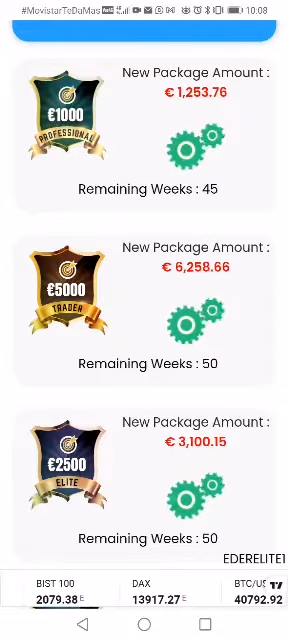 #MovistarTeDaMas
10:08
New Package Amount :
€ 1,253.76
€1000
PROFESSIONAL
Remaining Weeks : 45
New Package Amount :
€ 6,258.66
€5000
TRADER
Remaining Weeks : 50
New Package Amount :
€ 3,100.15
€2500
ELITE
Remaining Weeks : 50
EDERELITE1
BIST 100 DAX BTC/US
2079.38 E 13917.27 E 40792.92